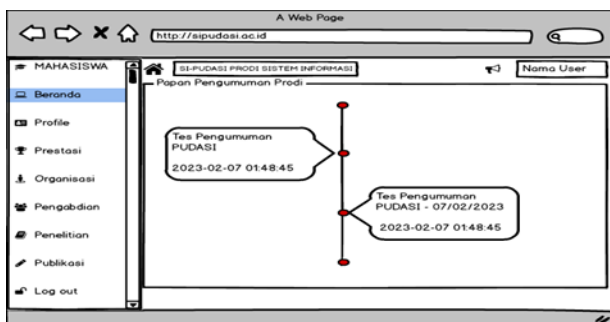 A Web Page
http://sipudasi.ac.id
MAHASISWA
SI-PUDASI PRODI SISTEM INFORMASI
Nama User
Beranda
Profile
Prestasi
Organisasi
Pengabdian
Penelitian
Publikasi
Log out
Papan Pengumuman Prodi
Tes Pengumuman
PUDASI
2023-02-07 01:48:45
Tes Pengumuman
PUDASI - 07/02/2023
2023-02-07 01:48:45